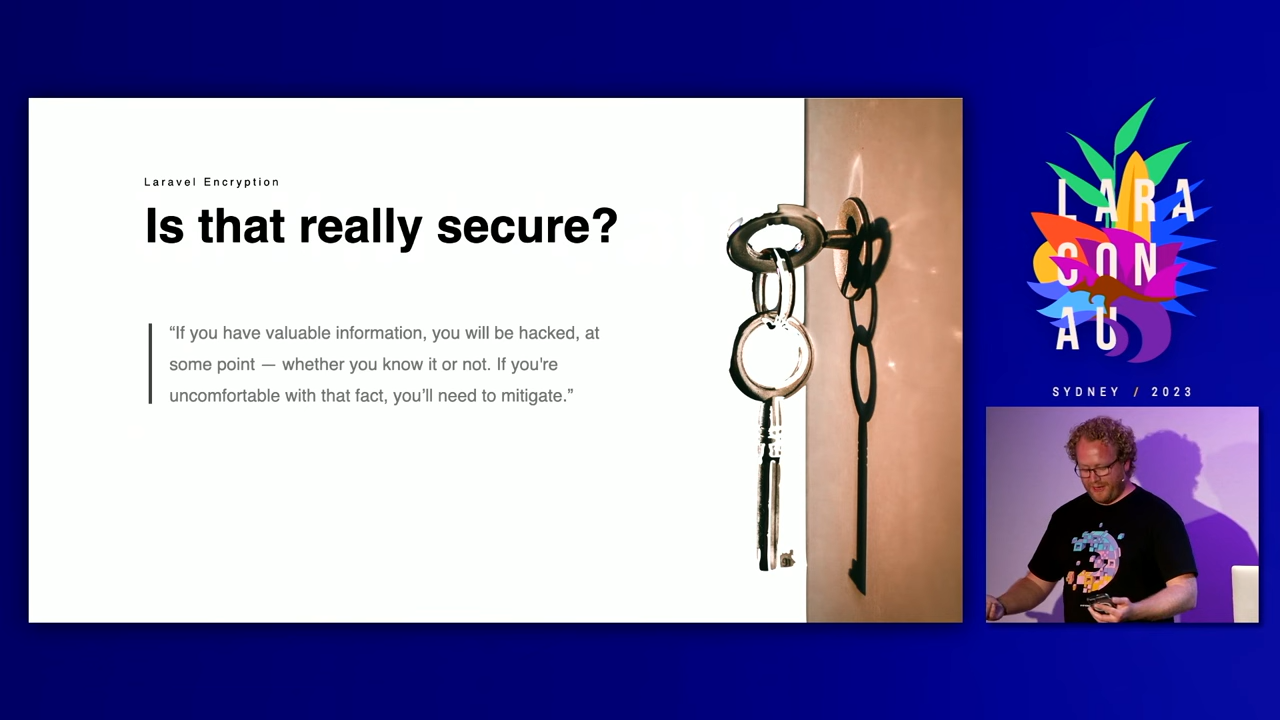 Laravel Encryption
Is that really secure?
“If you have valuable information, you will be hacked, at
some point — whether you know it or not. If you're
uncomfortable with that fact, you’ll need to mitigate.”
LARA
CON
AU
SYDNEY / 2023